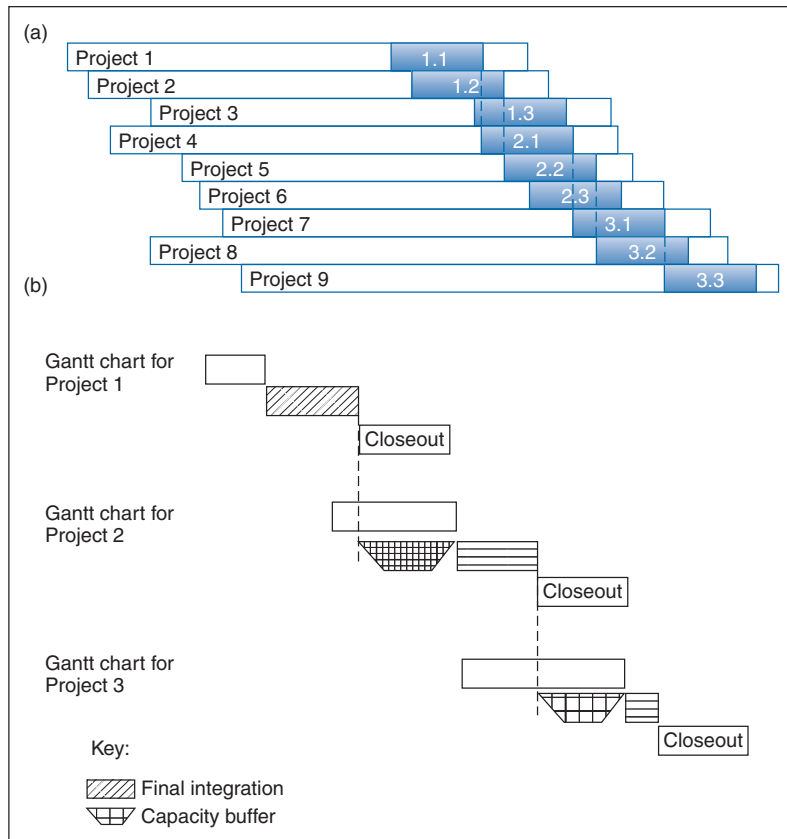 (a)
Project 1 1.1
Project 2 1.2
Project 3 1.3
Project 4 2.1
Project 5 2.2
Project 6 2.3
Project 7 3.1
Project 8 3.2
Project 9 3.3
(b)
Gantt chart for
Project 1
Closeout
Gantt chart for
Project 2
Closeout
Gantt chart for
Project 3
Closeout
Key:
Final integration
Capacity buffer